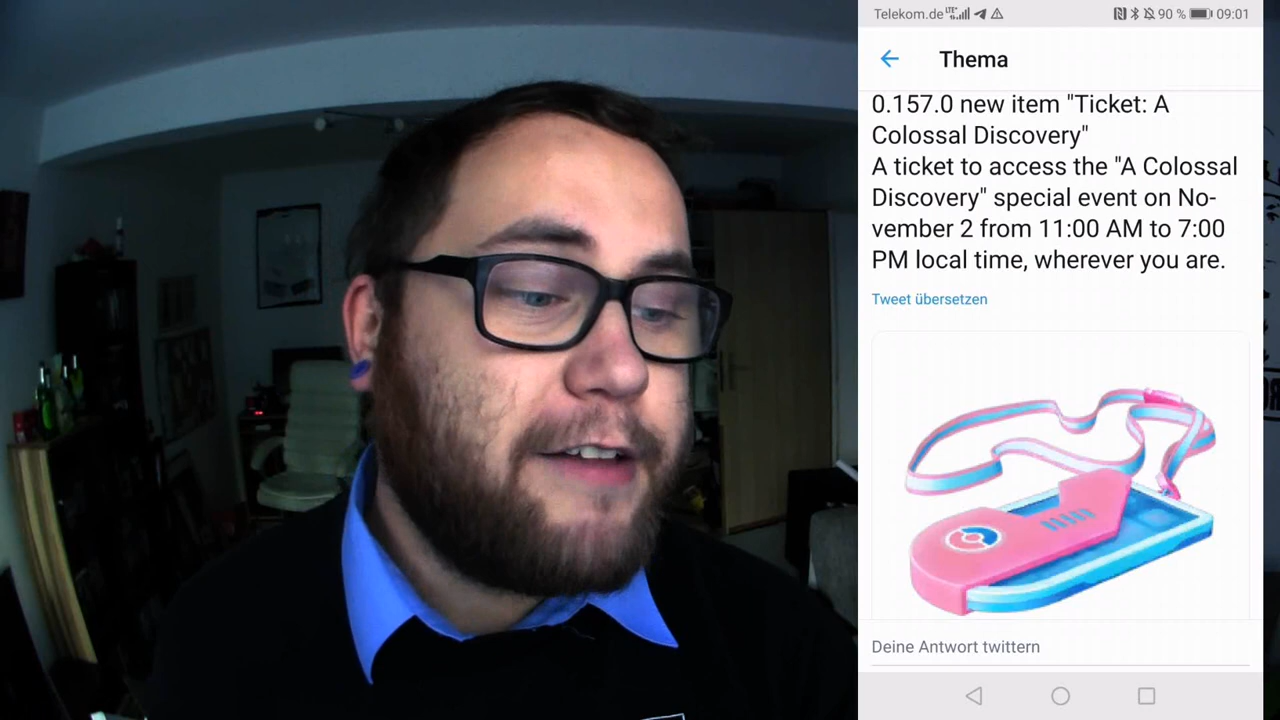 Telekom.de LTE 90 % 09:01
Thema
0.157.0 new item "Ticket: A
Colossal Discovery"
A ticket to access the "A Colossal
Discovery" special event on No-
vember 2 from 11:00 AM to 7:00
PM local time, wherever you are.
Tweet übersetzen
Deine Antwort twittern